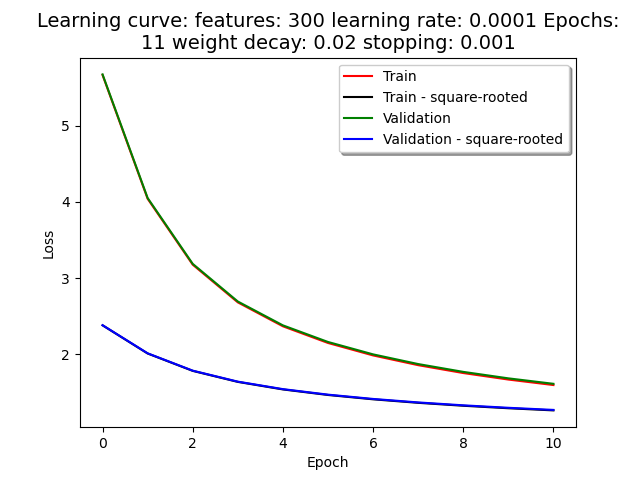 Learning curve: features: 300 learning rate: 0.0001 Epochs:
11 weight decay: 0.02 stopping: 0.001
Train
Train - square-rooted
Validation
Validation - square-rooted
5
4
3
2
Loss
0
2
4
6
8
10
Epoch